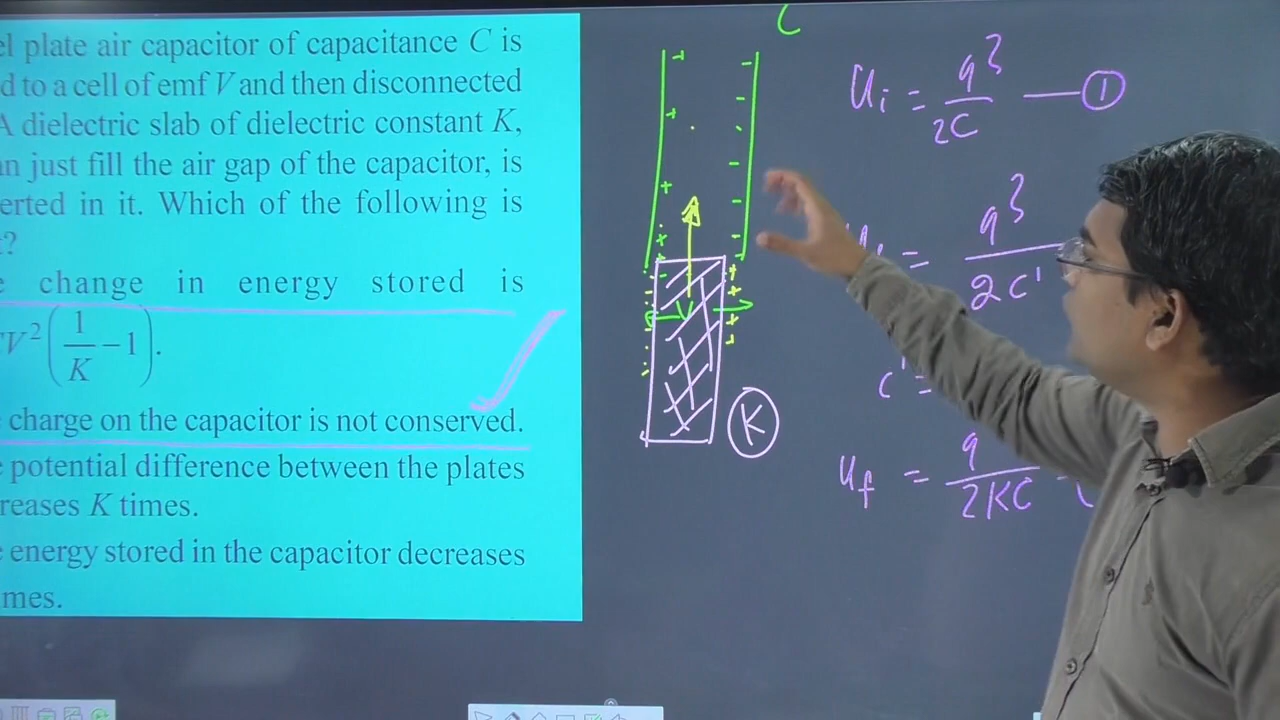 el plate air capacitor of capacitance C is
d to a cell of emf V and then disconnected
A dielectric slab of dielectric constant K,
n just fill the air gap of the capacitor, is
erted in it. Which of the following is
?
e change in energy stored is
V² (1/K − 1).
charge on the capacitor is not conserved.
e potential difference between the plates
reases K times.
e energy stored in the capacitor decreases
mes.
C
K
Ui = q²/2C — ①
= q²/2C'
C' =
Uf = q/2KC